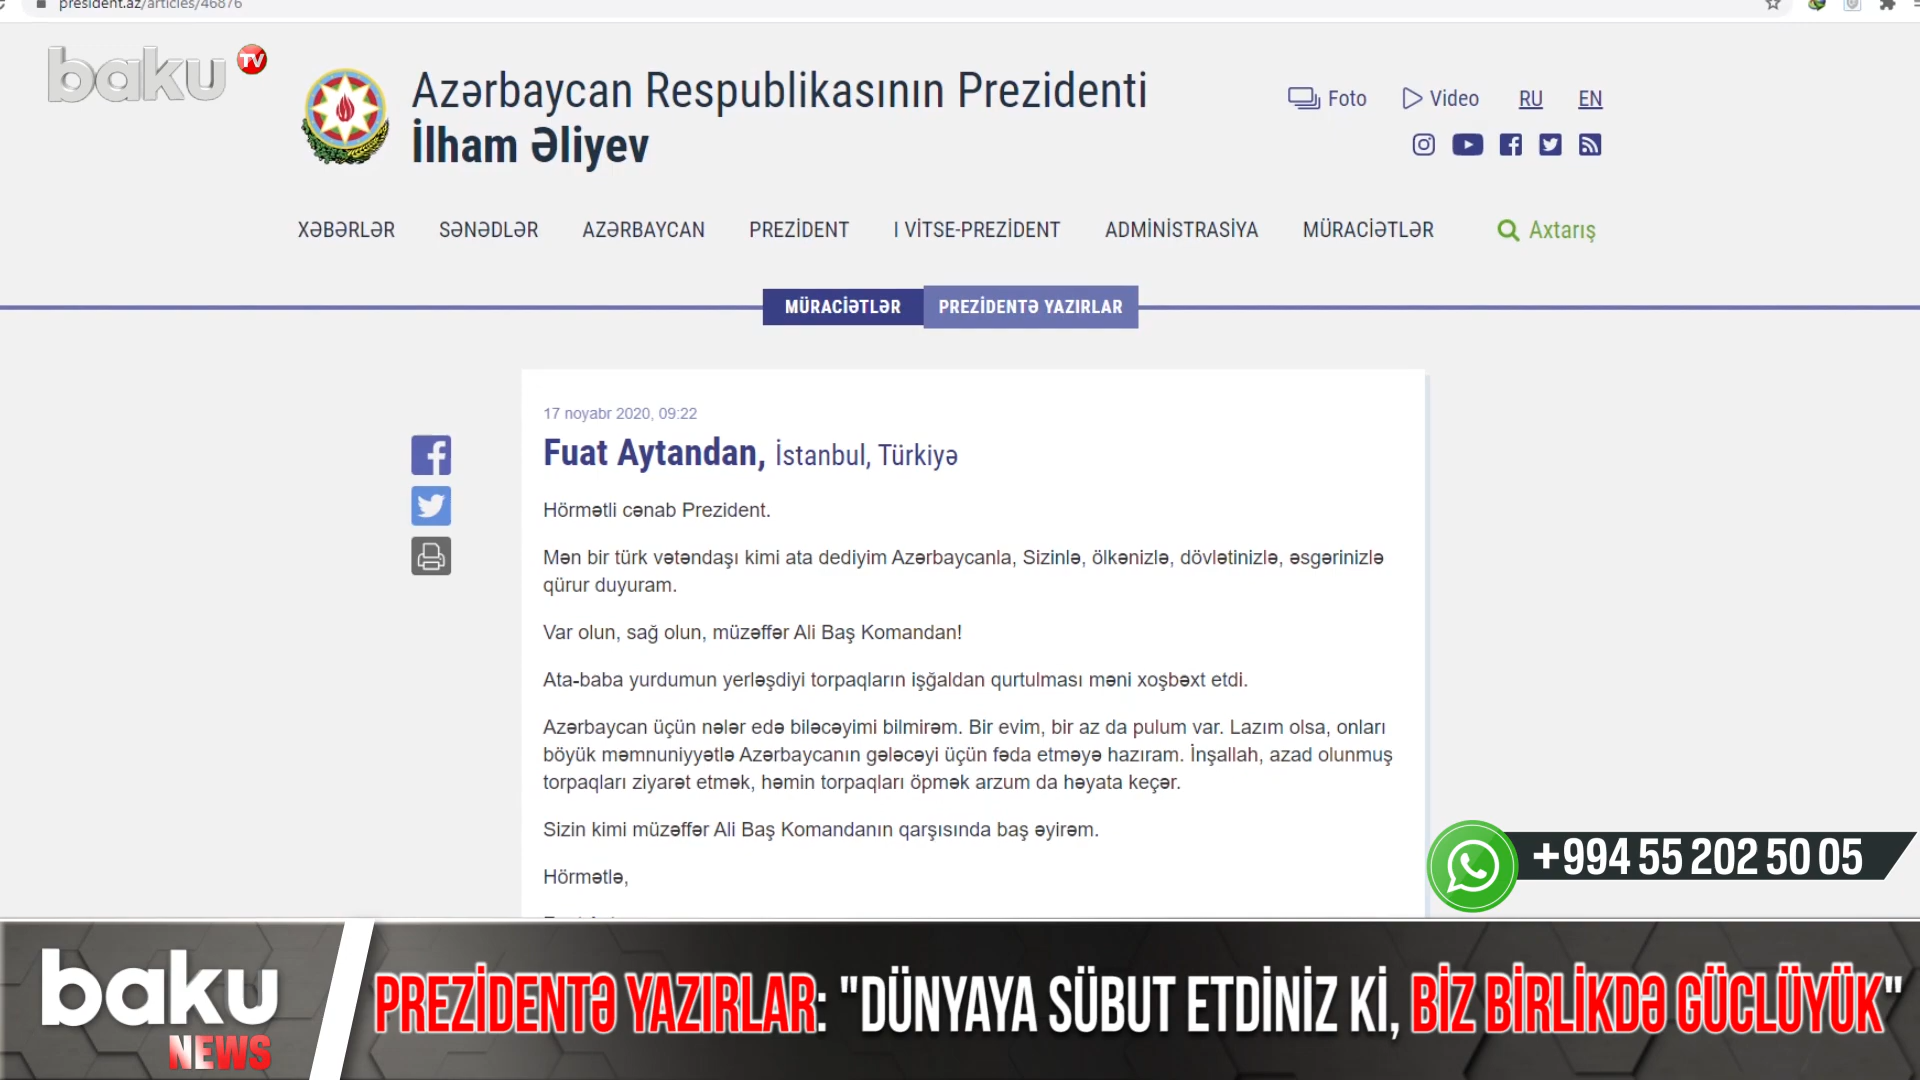 president.az/articles/46876
baku TV
Azərbaycan Respublikasının Prezidenti
İlham Əliyev
Foto Video RU EN
XƏBƏRLƏR SƏNƏDLƏR AZƏRBAYCAN PREZİDENT I VİTSE-PREZİDENT ADMİNİSTRASİYA MÜRACİƏTLƏR Axtarış
MÜRACİƏTLƏR PREZİDENTƏ YAZIRLAR
17 noyabr 2020, 09:22
Fuat Aytandan, İstanbul, Türkiyə
Hörmətli cənab Prezident.
Mən bir türk vətəndaşı kimi ata dediyim Azərbaycanla, Sizinlə, ölkənizlə, dövlətinizlə, əsgərinizlə
qürur duyuram.
Var olun, sağ olun, müzəffər Ali Baş Komandan!
Ata-baba yurdumun yerləşdiyi torpaqların işğaldan qurtulması məni xoşbəxt etdi.
Azərbaycan üçün nələr edə biləcəyimi bilmirəm. Bir evim, bir az da pulum var. Lazım olsa, onları
böyük məmnuniyyətlə Azərbaycanın gələcəyi üçün fəda etməyə hazıram. İnşallah, azad olunmuş
torpaqları ziyarət etmək, həmin torpaqları öpmək arzum da həyata keçər.
Sizin kimi müzəffər Ali Baş Komandanın qarşısında baş əyirəm.
Hörmətlə,
+994 55 202 50 05
baku
NEWS
PREZİDENTƏ YAZIRLAR: "DÜNYAYA SÜBUT ETDİNİZ Kİ, BİZ BİRLİKDƏ GÜCLÜYÜK"